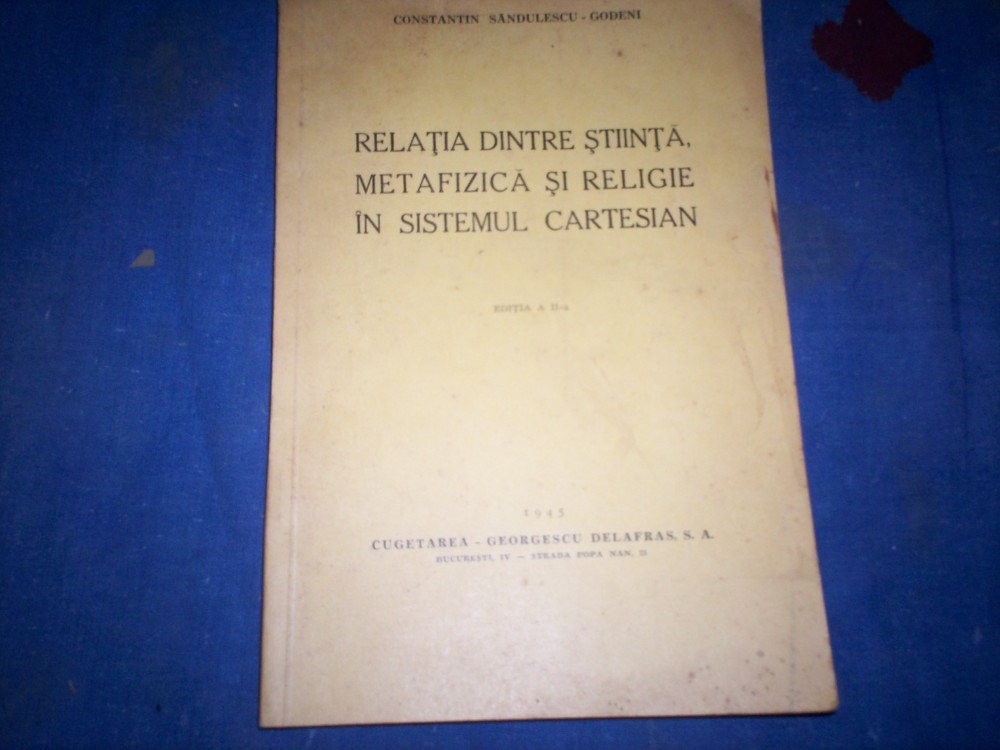 CONSTANTIN SĂNDULESCU - GODENI
RELAŢIA DINTRE ŞTIINŢĂ,
METAFIZICĂ ŞI RELIGIE
ÎN SISTEMUL CARTESIAN
EDIŢIA A II-a
1945
CUGETAREA - GEORGESCU DELAFRAS, S. A.
BUCUREŞTI, IV — STRADA POPA NAN, 21